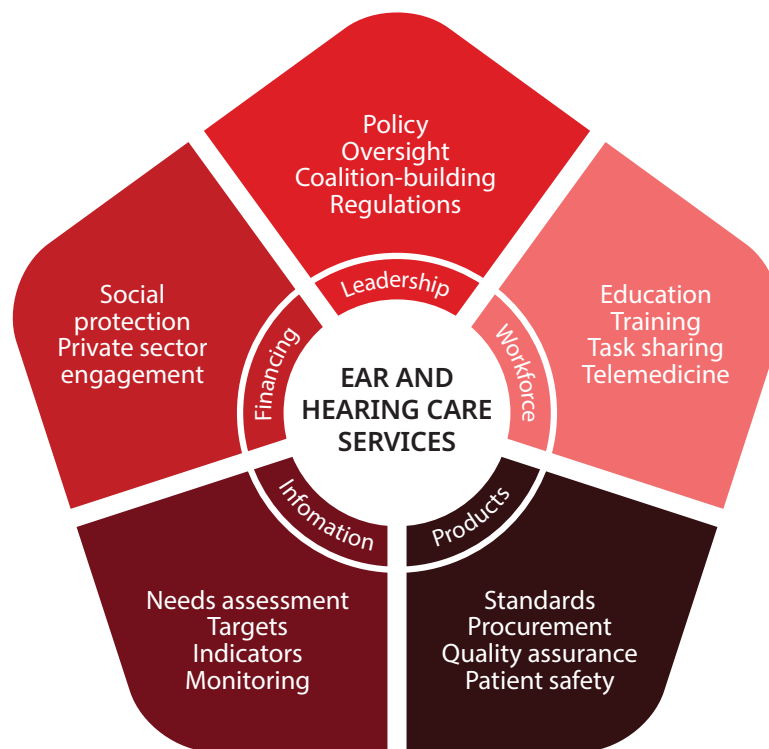 Policy
Oversight
Coalition-building
Regulations
Leadership
Education
Training
Task sharing
Telemedicine
Workforce
Standards
Procurement
Quality assurance
Patient safety
Products
Needs assessment
Targets
Indicators
Monitoring
Infomation
Social
protection
Private sector
engagement
Financing
EAR AND
HEARING CARE
SERVICES